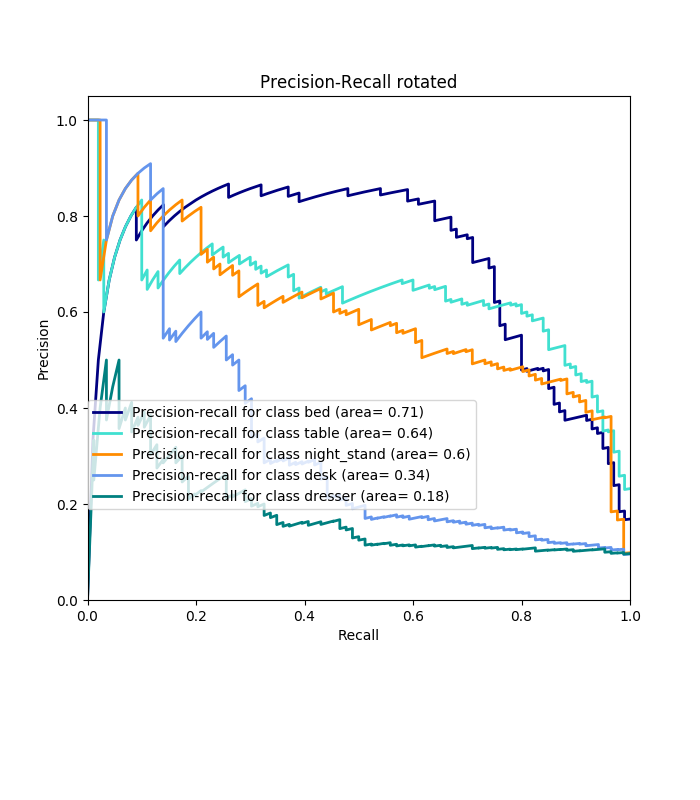 Precision-Recall rotated
1.0
0.8
0.6
0.4
0.2
0.0
Precision
Precision-recall for class bed (area= 0.71)
Precision-recall for class table (area= 0.64)
Precision-recall for class night_stand (area= 0.6)
Precision-recall for class desk (area= 0.34)
Precision-recall for class dresser (area= 0.18)
0.0 0.2 0.4 0.6 0.8 1.0
Recall